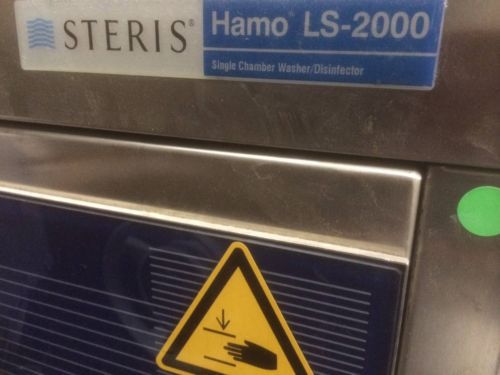 STERIS®
Hamo LS-2000
Single Chamber Washer/Disinfector